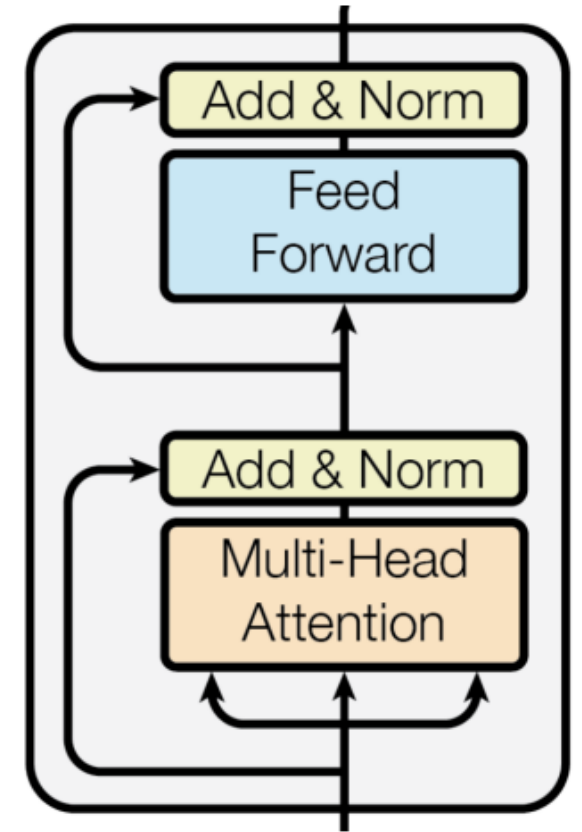 Add & Norm
Feed
Forward
Add & Norm
Multi-Head
Attention